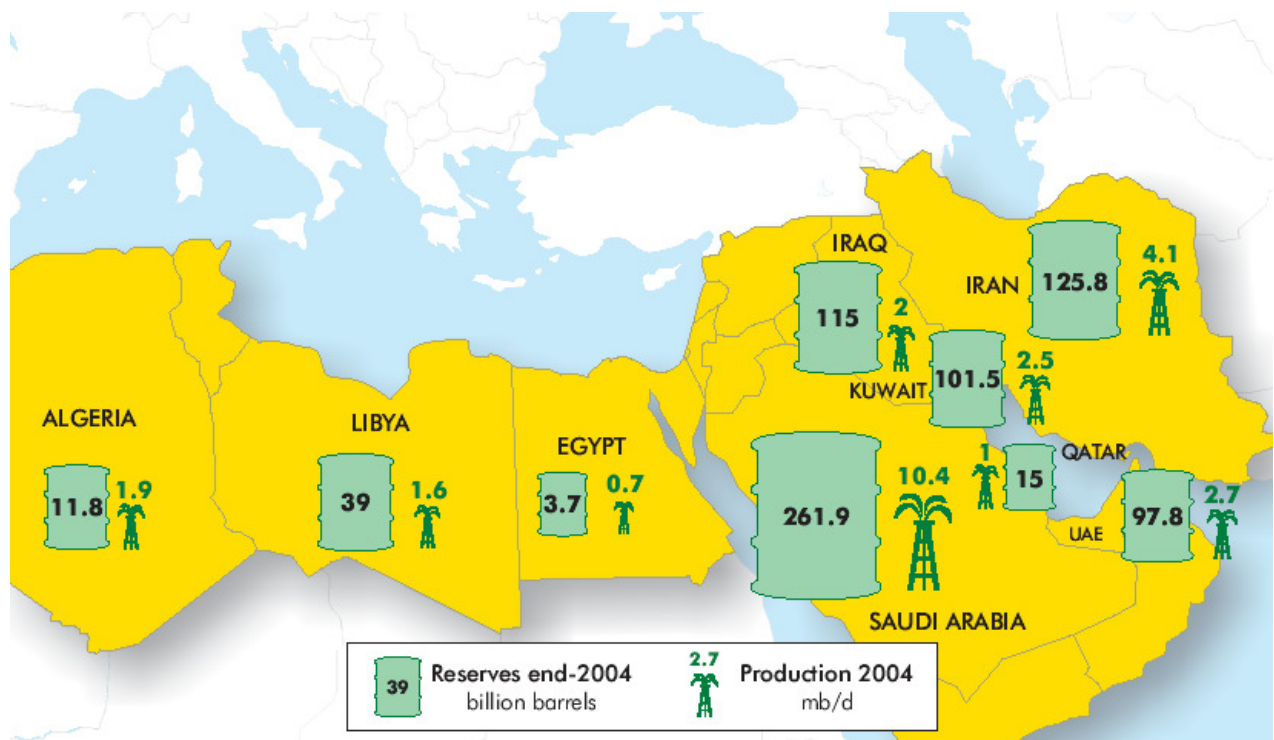 IRAQ
115
2
IRAN
125.8
4.1
KUWAIT
101.5
2.5
ALGERIA
11.8
1.9
LIBYA
39
1.6
EGYPT
3.7
0.7
261.9
10.4
SAUDI ARABIA
1
15
QATAR
UAE
97.8
2.7
39
Reserves end-2004
billion barrels
2.7
Production 2004
mb/d